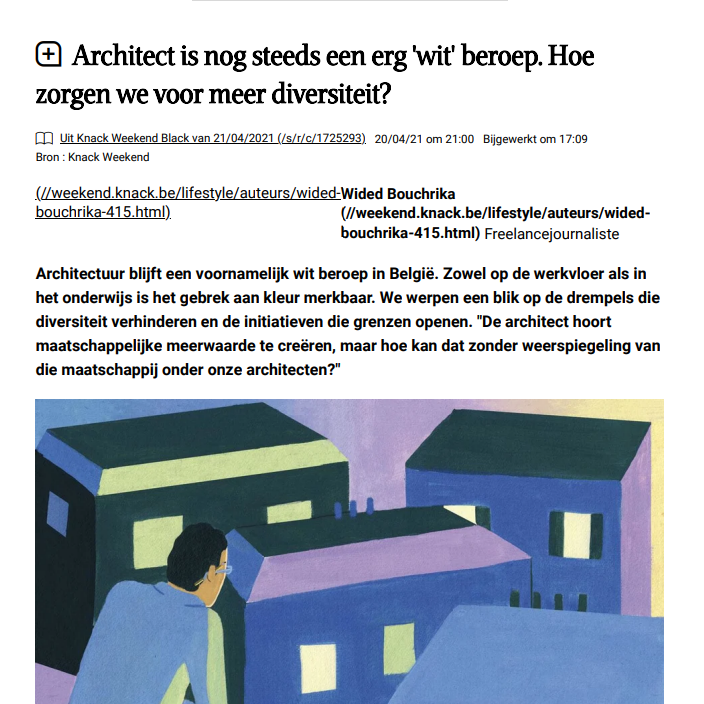 Architect is nog steeds een erg 'wit' beroep. Hoe
zorgen we voor meer diversiteit?
Uit Knack Weekend Black van 21/04/2021 (/s/r/c/1725293) 20/04/21 om 21:00 Bijgewerkt om 17:09
Bron : Knack Weekend
(//weekend.knack.be/lifestyle/auteurs/wided-
bouchrika-415.html)
Wided Bouchrika
(//weekend.knack.be/lifestyle/auteurs/wided-
bouchrika-415.html) Freelancejournaliste
Architectuur blijft een voornamelijk wit beroep in België. Zowel op de werkvloer als in
het onderwijs is het gebrek aan kleur merkbaar. We werpen een blik op de drempels die
diversiteit verhinderen en de initiatieven die grenzen openen. "De architect hoort
maatschappelijke meerwaarde te creëren, maar hoe kan dat zonder weerspiegeling van
die maatschappij onder onze architecten?"